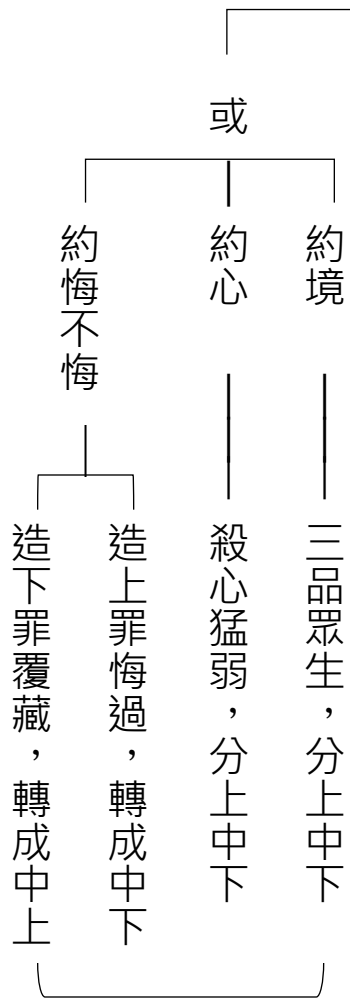 或
約境
三品眾生，分上中下
約心
殺心猛弱，分上中下
約悔不悔
造上罪悔過，轉成中下
造下罪覆藏，轉成中上